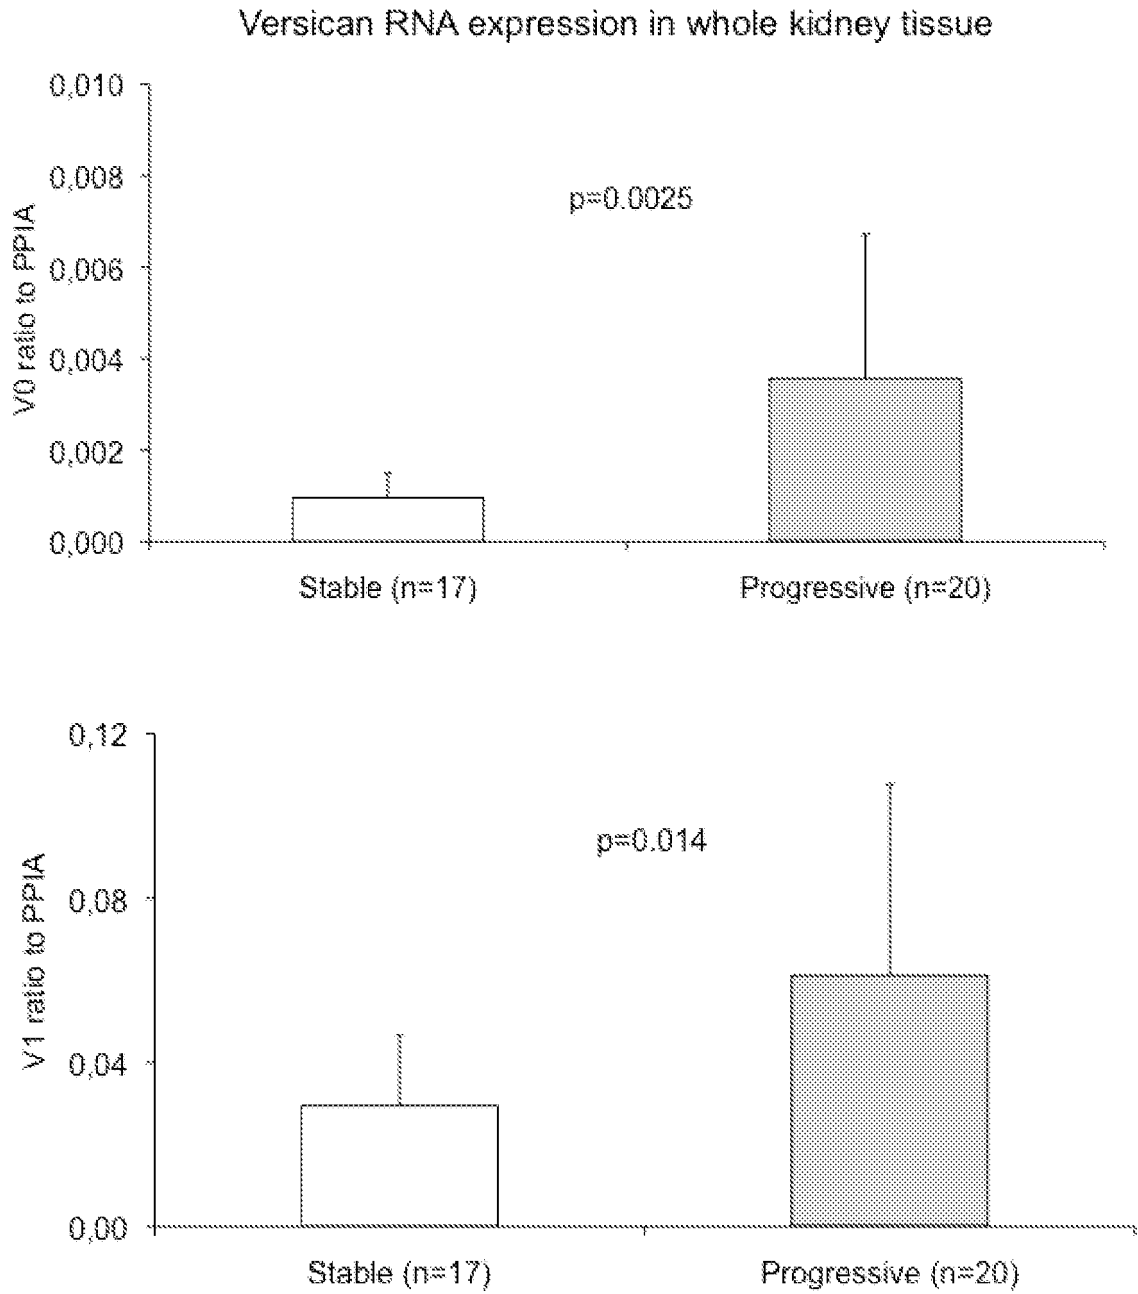 Versican RNA expression in whole kidney tissue
0,010
0,008
0,006
0,004
0,002
0,000
V0 ratio to PPIA
p=0.0025
Stable (n=17)
Progressive (n=20)
0,12
0,08
0,04
0,00
V1 ratio to PPIA
p=0.014
Stable (n=17)
Progressive (n=20)